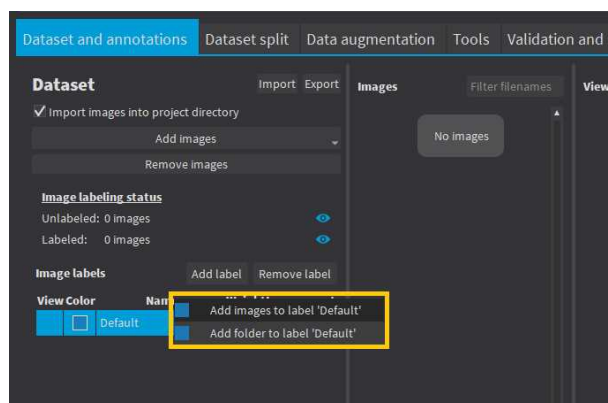 Dataset and annotations Dataset split Data augmentation Tools Validation and
Dataset Import Export Images Filter filenames View
Import images into project directory
Add images No images
Remove images
Image labeling status
Unlabeled: 0 images
Labeled: 0 images
Image labels Add label Remove label
View Color Nam
Add images to label 'Default'
Default
Add folder to label 'Default'